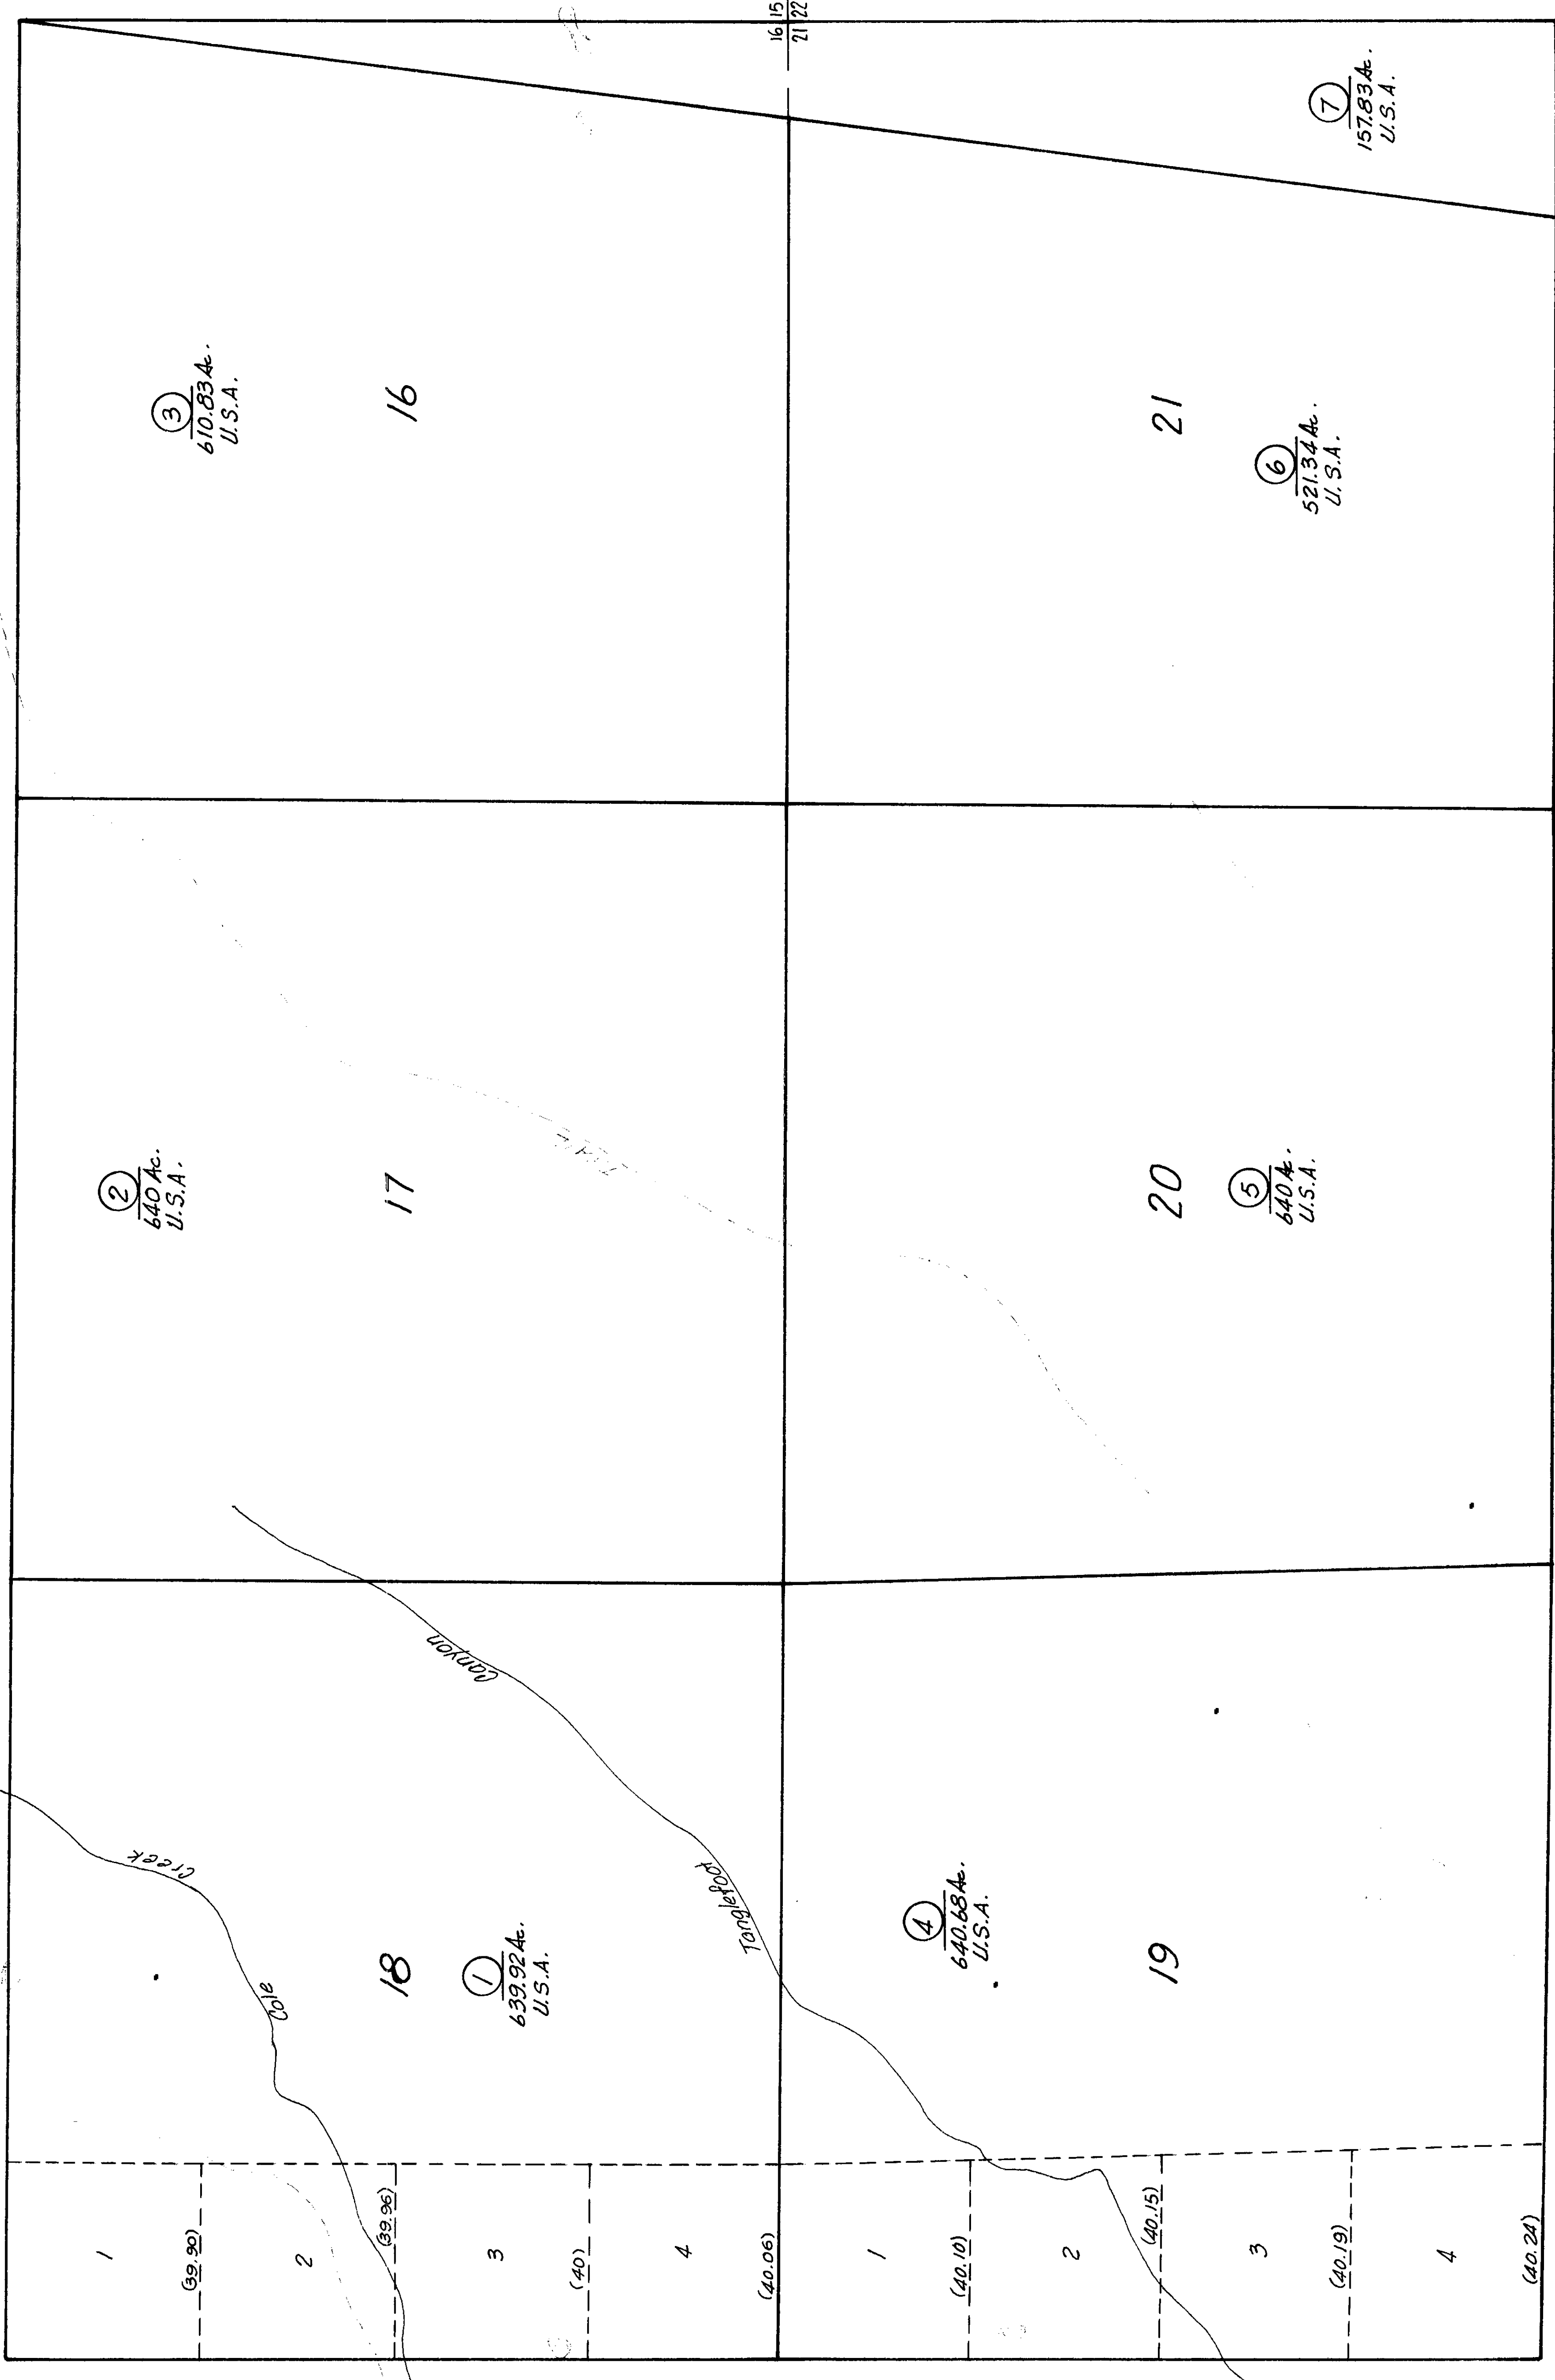 1
(39.90)
2
(39.96)
3
(40)
4
(40.06)
Cole
Creek
18
1
639.92 Ac.
U.S.A.
Tanglefoot
Canyon
2
640 Ac.
U.S.A.
17
3
610.83 Ac.
U.S.A.
16
16 15
21 22
1
(40.10)
2
(40.15)
3
(40.19)
4
(40.24)
4
640.68 Ac.
U.S.A.
19
20
5
640 Ac.
U.S.A.
21
6
521.34 Ac.
U.S.A.
7
157.83 Ac.
U.S.A.